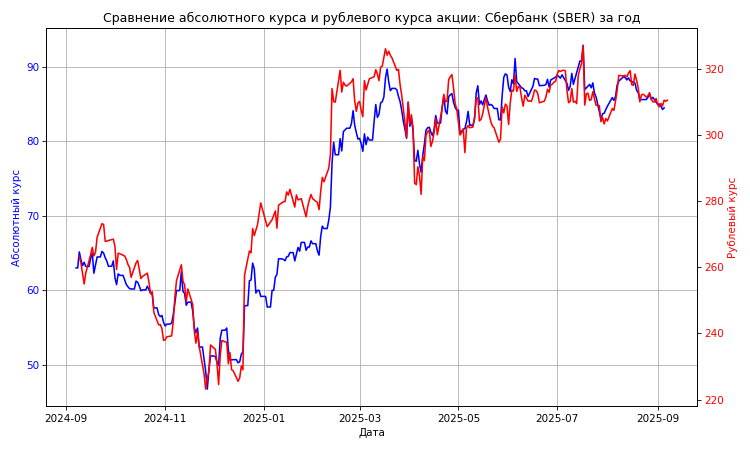 Сравнение абсолютного курса и рублевого курса акции: Сбербанк (SBER) за год
Абсолютный курс
90
80
70
60
50
Рублевый курс
320
300
280
260
240
220
2024-09 2024-11 2025-01 2025-03 2025-05 2025-07 2025-09
Дата